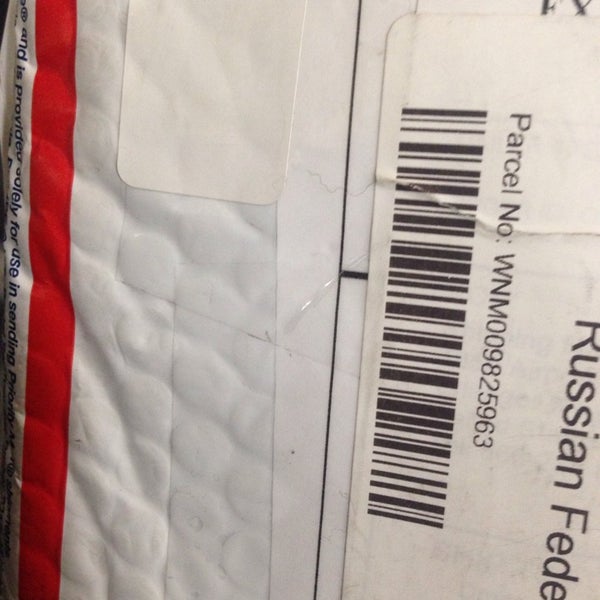 Parcel No: WNM009825963
Russian Fede
and is provided solely for use in sending Priority